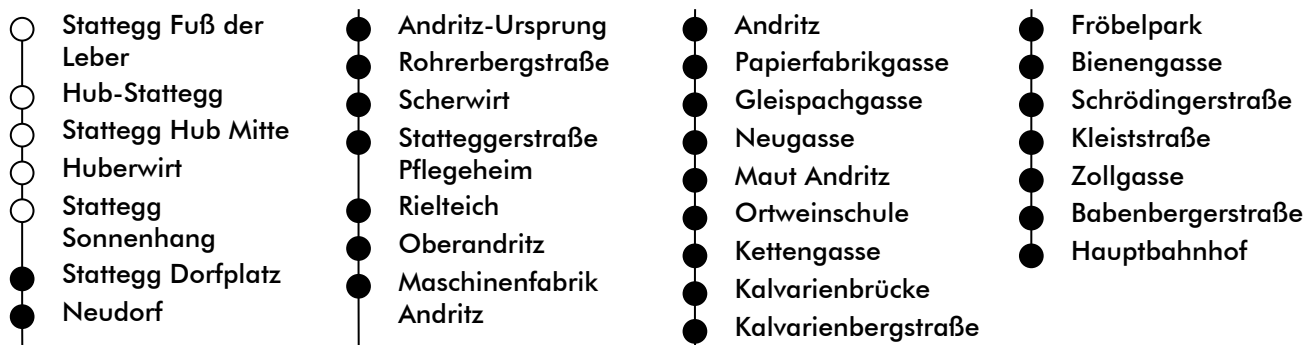 Stattegg Fuß der
Leber
Hub-Stattegg
Stattegg Hub Mitte
Huberwirt
Stattegg
Sonnenhang
Stattegg Dorfplatz
Neudorf
Andritz-Ursprung
Rohrerbergstraße
Scherwirt
Statteggerstraße
Pflegeheim
Rielteich
Oberandritz
Maschinenfabrik
Andritz
Andritz
Papierfabrikgasse
Gleispachgasse
Neugasse
Maut Andritz
Ortweinschule
Kettengasse
Kalvarienbrücke
Kalvarienbergstraße
Fröbelpark
Bienengasse
Schrödingerstraße
Kleiststraße
Zollgasse
Babenbergerstraße
Hauptbahnhof